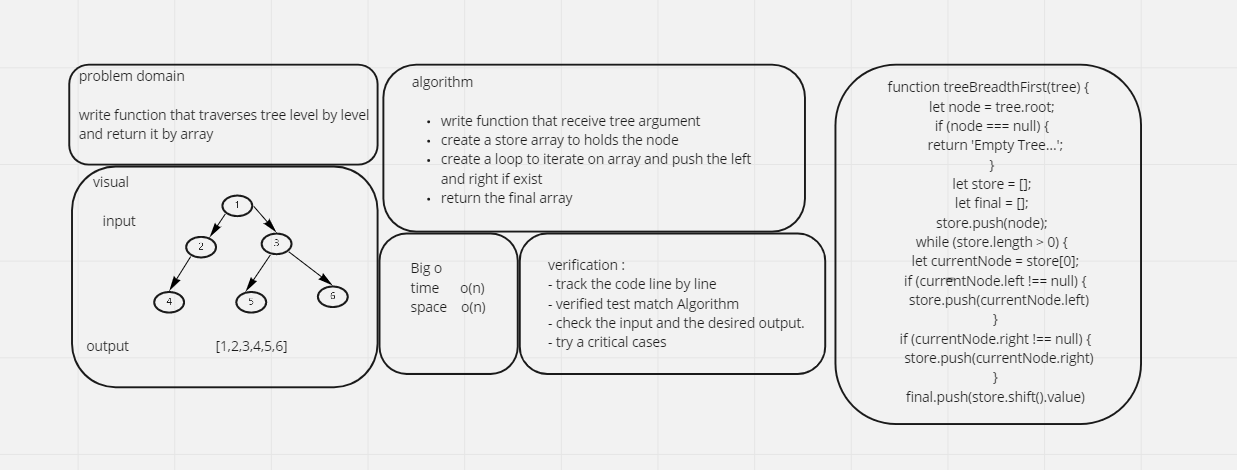 problem domain
write function that traverses tree level by level
and return it by array
visual
input
1
2
3
4
5
6
output [1,2,3,4,5,6]
algorithm
• write function that receive tree argument
• create a store array to holds the node
• create a loop to iterate on array and push the left
and right if exist
• return the final array
Big o
time o(n)
space o(n)
verification :
- track the code line by line
- verified test match Algorithm
- check the input and the desired output.
- try a critical cases
function treeBreadthFirst(tree) {
let node = tree.root;
if (node === null) {
return 'Empty Tree...';
}
let store = [];
let final = [];
store.push(node);
while (store.length > 0) {
let currentNode = store[0];
if (currentNode.left !== null) {
store.push(currentNode.left)
}
if (currentNode.right !== null) {
store.push(currentNode.right)
}
final.push(store.shift().value)